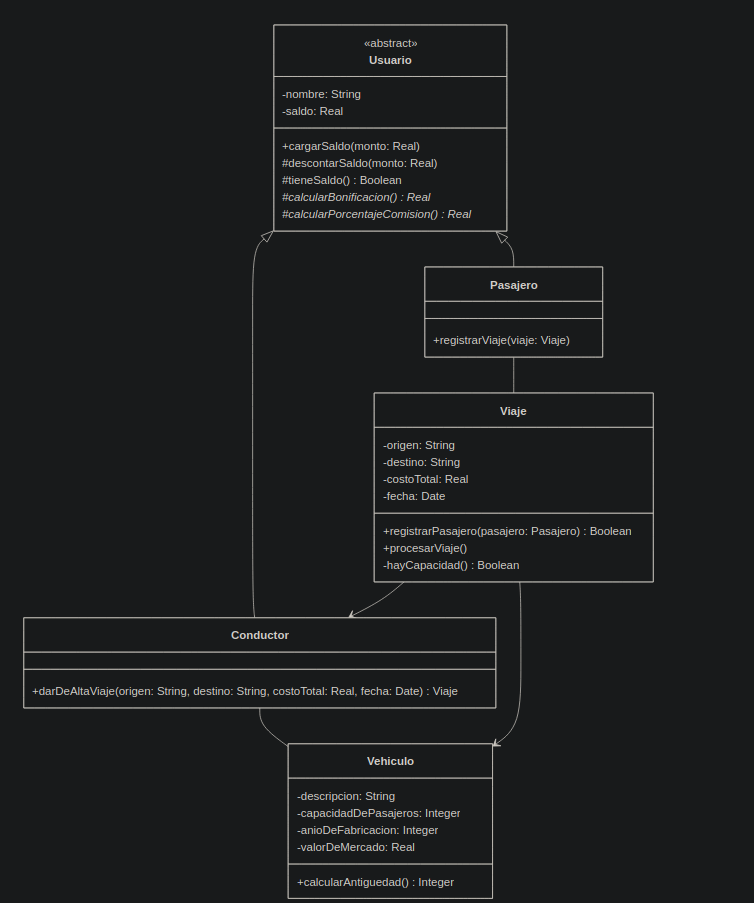 «abstract»
Usuario
-nombre: String
-saldo: Real
+cargarSaldo(monto: Real)
#descontarSaldo(monto: Real)
#tieneSaldo() : Boolean
#calcularBonificacion() : Real
#calcularPorcentajeComision() : Real
Pasajero
+registrarViaje(viaje: Viaje)
Viaje
-origen: String
-destino: String
-costoTotal: Real
-fecha: Date
+registrarPasajero(pasajero: Pasajero) : Boolean
+procesarViaje()
-hayCapacidad() : Boolean
Conductor
+darDeAltaViaje(origen: String, destino: String, costoTotal: Real, fecha: Date) : Viaje
Vehiculo
-descripcion: String
-capacidadDePasajeros: Integer
-anioDeFabricacion: Integer
-valorDeMercado: Real
+calcularAntiguedad() : Integer